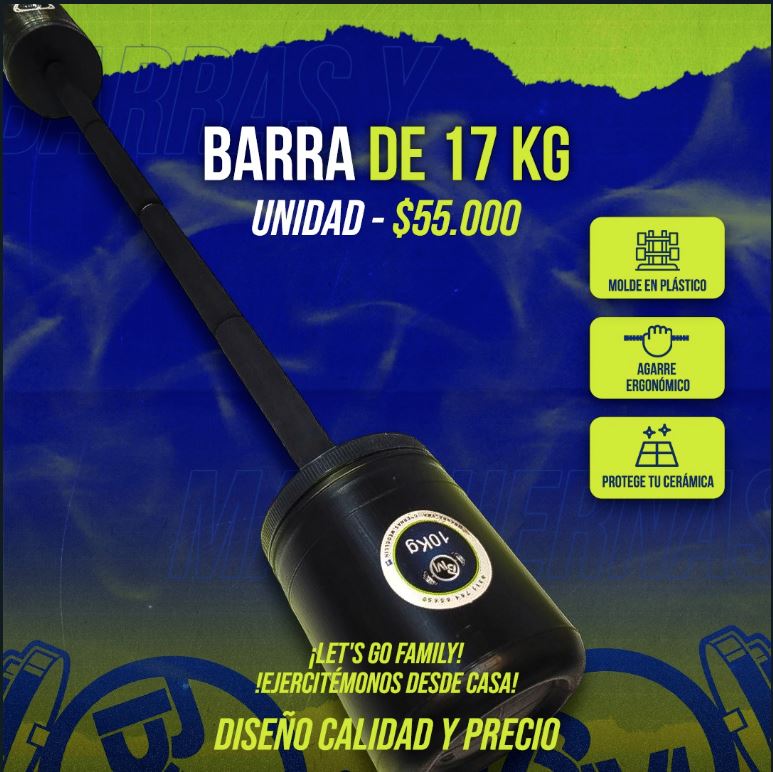 BARRAS Y
BARRA DE 17 KG
UNIDAD - $55.000
MOLDE EN PLÁSTICO
AGARRE
ERGONÓMICO
PROTEGE TU CERÁMICA
10Kg
¡LET'S GO FAMILY!
!EJERCITÉMONOS DESDE CASA!
DISEÑO CALIDAD Y PRECIO